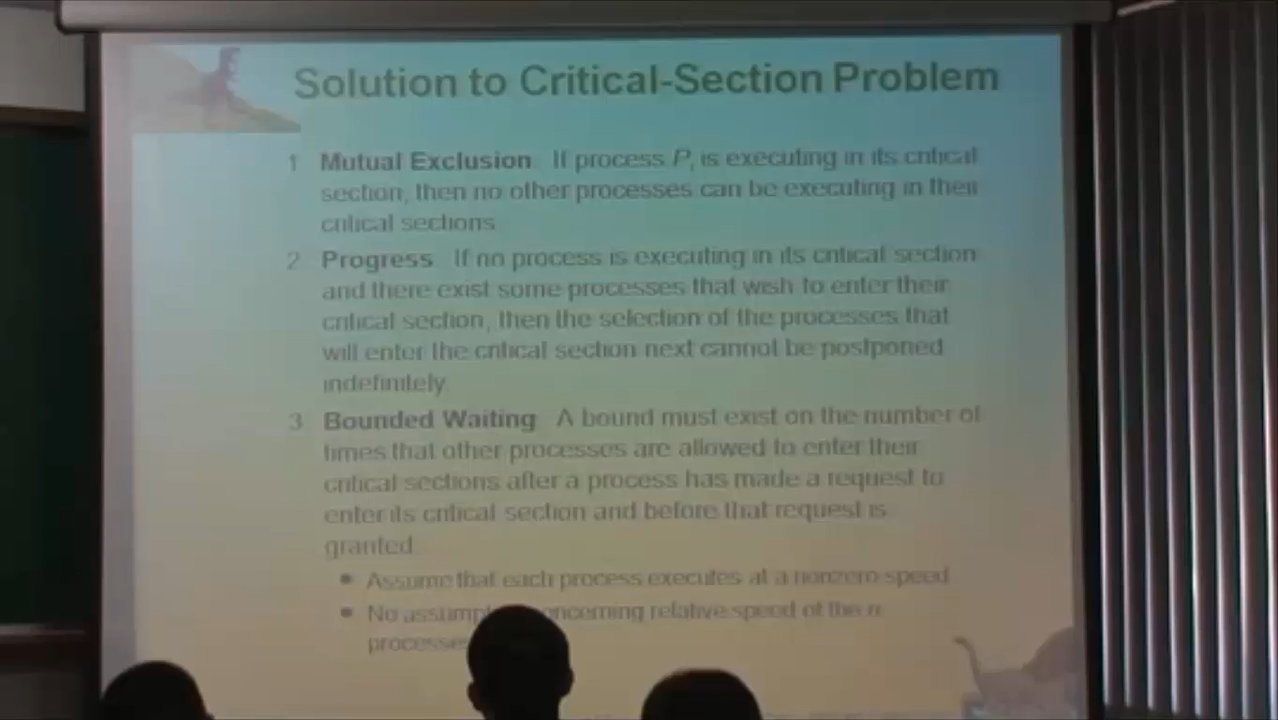 Solution to Critical-Section Problem
1 Mutual Exclusion If process Pi is executing in its critical
section, then no other processes can be executing in their
critical sections
2 Progress If no process is executing in its critical section
and there exist some processes that wish to enter their
critical section, then the selection of the processes that
will enter the critical section next cannot be postponed
indefinitely
3 Bounded Waiting A bound must exist on the number of
times that other processes are allowed to enter their
critical sections after a process has made a request to
enter its critical section and before that request is
granted
• Assume that each process executes at a nonzero speed
• No concerning relative speed of the n
processes